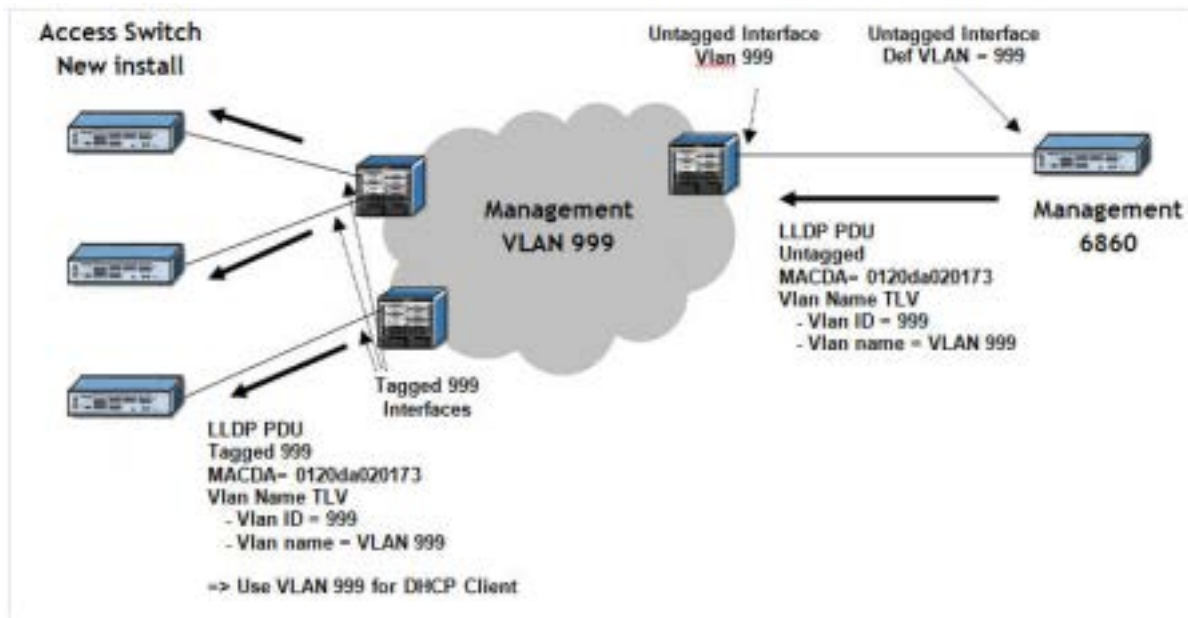 Access Switch
New install
Untagged Interface
Vlan 999
Untagged Interface
Def VLAN = 999
Management
VLAN 999
Management
6860
LLDP PDU
Untagged
MACDA= 0120da020173
Vlan Name TLV
- Vlan ID = 999
- Vlan name = VLAN 999
Tagged 999
Interfaces
LLDP PDU
Tagged 999
MACDA= 0120da020173
Vlan Name TLV
- Vlan ID = 999
- Vlan name = VLAN 999
=> Use VLAN 999 for DHCP Client